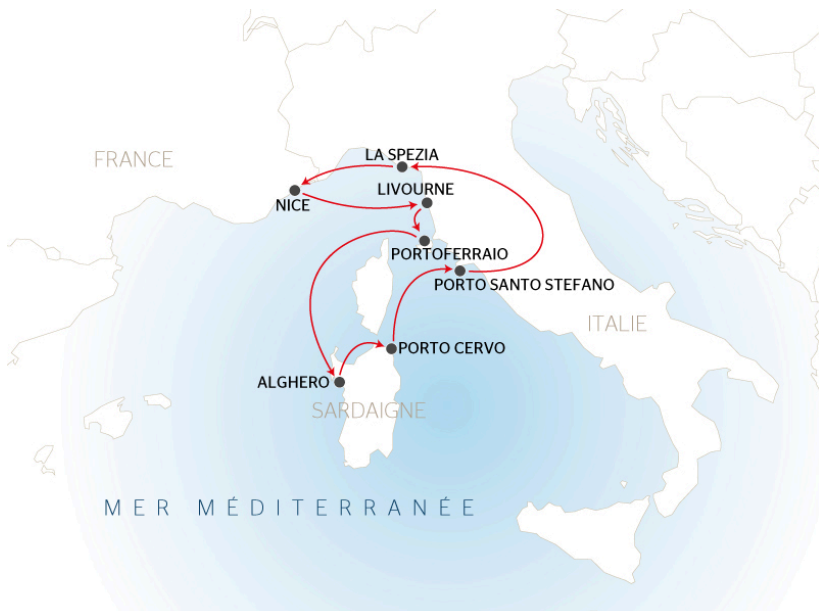 FRANCE
LA SPEZIA
LIVOURNE
NICE
PORTOFERRAIO
PORTO SANTO STEFANO
ITALIE
PORTO CERVO
ALGHERO
SARDAIGNE
MER MÉDITERRANÉE